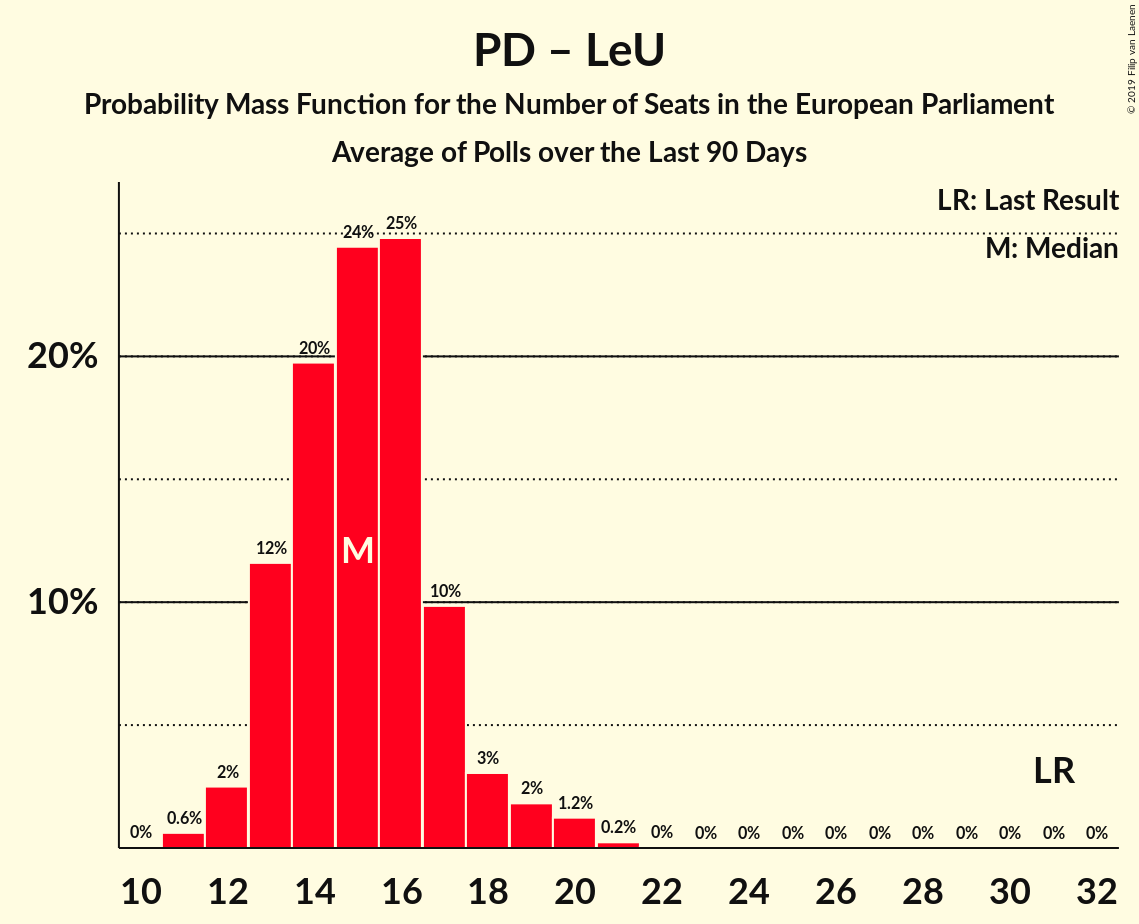 PD – LeU
Probability Mass Function for the Number of Seats in the European Parliament
Average of Polls over the Last 90 Days
© 2019 Filip van Laenen
LR: Last Result
M: Median
20%
10%
0% 0.6% 2% 12% 20% 24% 25% 10% 3% 2% 1.2% 0.2% 0% 0% 0% 0% 0% 0% 0% 0% 0% 0% 0%
M
LR
10 12 14 16 18 20 22 24 26 28 30 32